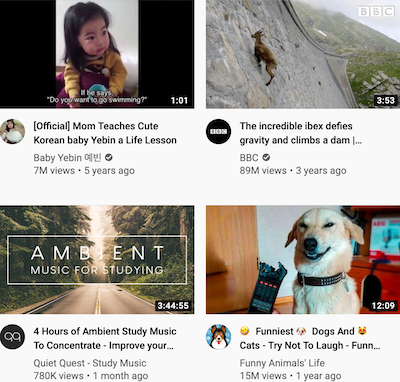 If he says,
"Do you want to go swimming?"
1:01
[Official] Mom Teaches Cute
Korean baby Yebin a Life Lesson
Baby Yebin 예빈
7M views • 5 years ago
BBC
3:53
BBC
The incredible ibex defies
gravity and climbs a dam |...
BBC
89M views • 3 years ago
AMBIENT
MUSIC FOR STUDYING
3:44:55
qq
4 Hours of Ambient Study Music
To Concentrate - Improve your...
Quiet Quest - Study Music
780K views • 1 month ago
AEG
12:09
😀 Funniest 🐶 Dogs And 😻
Cats - Try Not To Laugh - Funn...
Funny Animals' Life
15M views • 1 year ago